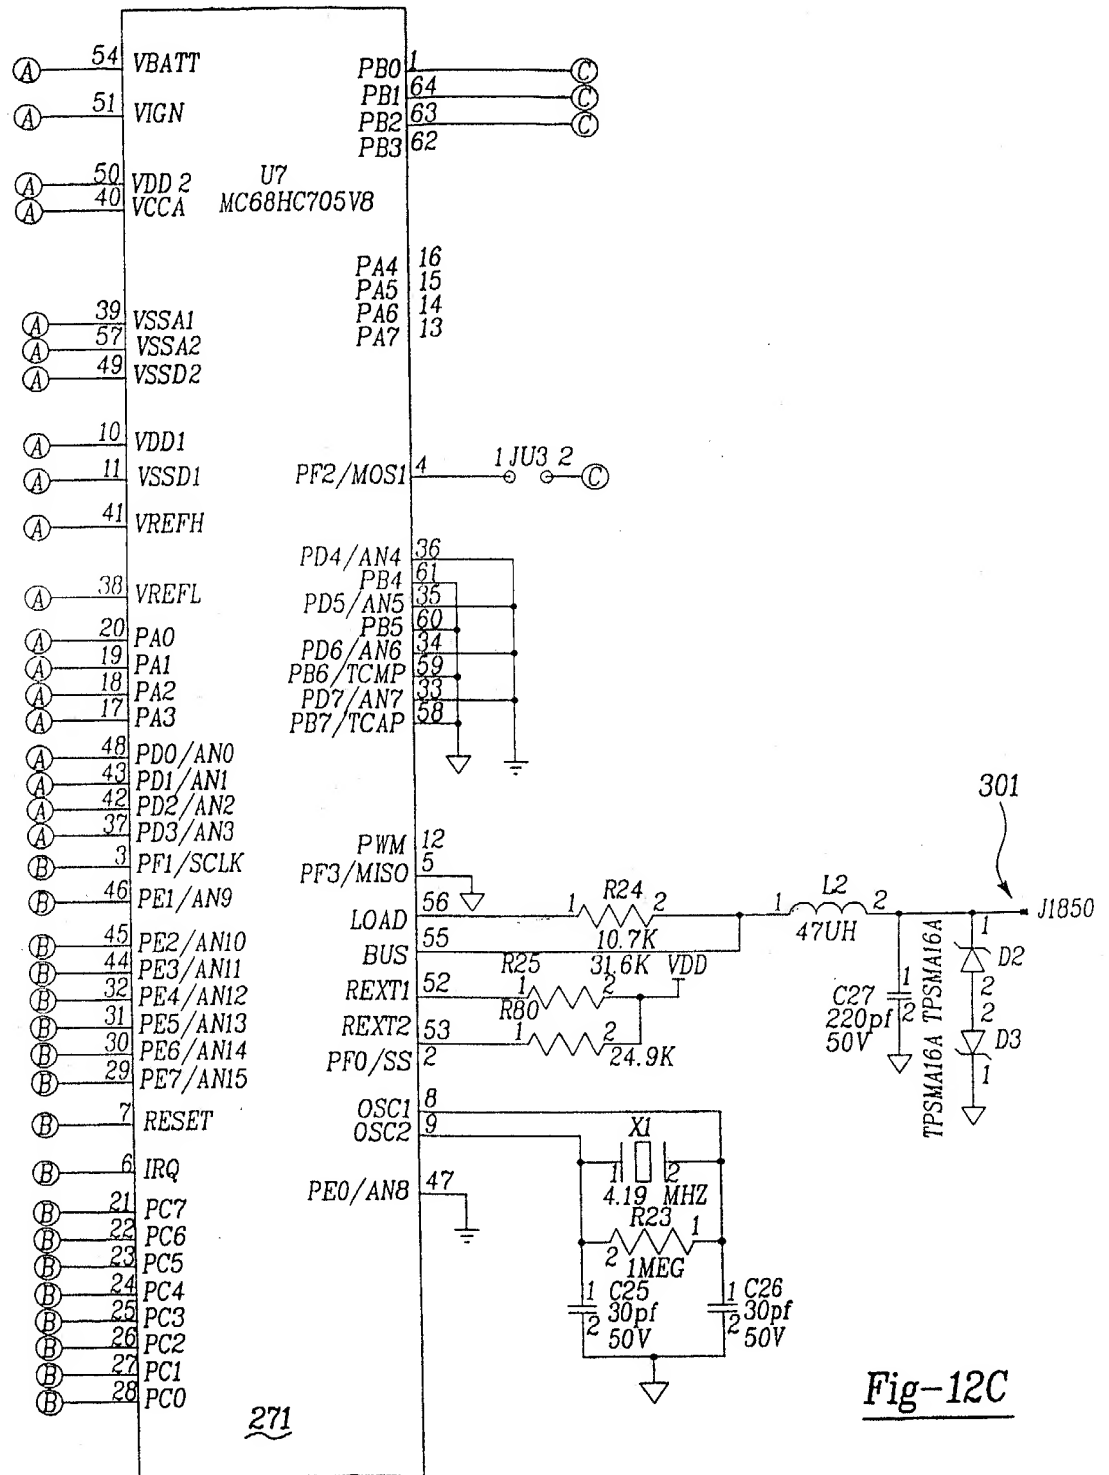 A 54 VBATT
A 51 VIGN
A 50 VDD2
A 40 VCCA
U7
MC68HC705V8
PB0 1 C
PB1 64 C
PB2 63 C
PB3 62
PA4 16
PA5 15
PA6 14
PA7 13
A 39 VSSA1
A 57 VSSA2
A 49 VSSD2
A 10 VDD1
A 11 VSSD1
A 41 VREFH
A 38 VREFL
A 20 PA0
A 19 PA1
A 18 PA2
A 17 PA3
A 48 PD0/AN0
A 43 PD1/AN1
A 42 PD2/AN2
A 37 PD3/AN3
B 3 PF1/SCLK
B 46 PE1/AN9
B 45 PE2/AN10
B 44 PE3/AN11
B 32 PE4/AN12
B 31 PE5/AN13
B 30 PE6/AN14
B 29 PE7/AN15
B 7 RESET
B 6 IRQ
B 21 PC7
B 22 PC6
B 23 PC5
B 24 PC4
B 25 PC3
B 26 PC2
B 27 PC1
B 28 PC0
PF2/MOS1 4 1 JU3 2 C
PD4/AN4 36
PB4 61
PD5/AN5 35
PB5 60
PD6/AN6 34
PB6/TCMP 59
PD7/AN7 33
PB7/TCAP 58
PWM 12
PF3/MISO 5
LOAD 56
BUS 55
REXT1 52
REXT2 53
PF0/SS 2
OSC1 8
OSC2 9
PE0/AN8 47
1 R24 2
10.7K
R25 31.6K VDD
1 2
R80
1 2
24.9K
1 L2 2
47UH
301
J1850
1 D2
2
2
D3
1
TPSMA16A TPSMA16A
1
C27
220pf
2
50V
X1
1 2
4.19 MHZ
R23
2 1
1MEG
1 C25
30pf
2 50V
1 C26
30pf
2 50V
271
Fig-12C